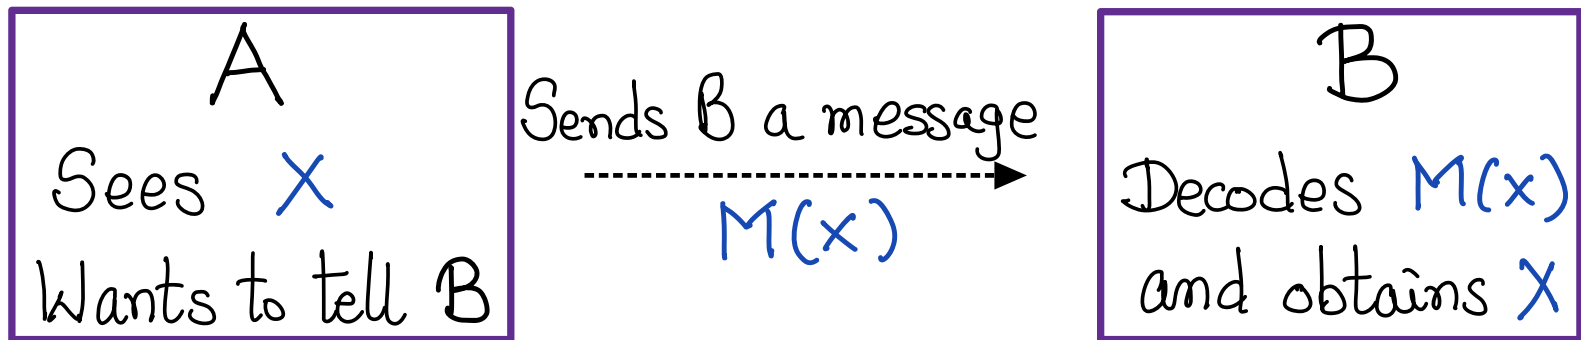 A
Sees X
Wants to tell B
Sends B a message
M(x)
B
Decodes M(x)
and obtains X